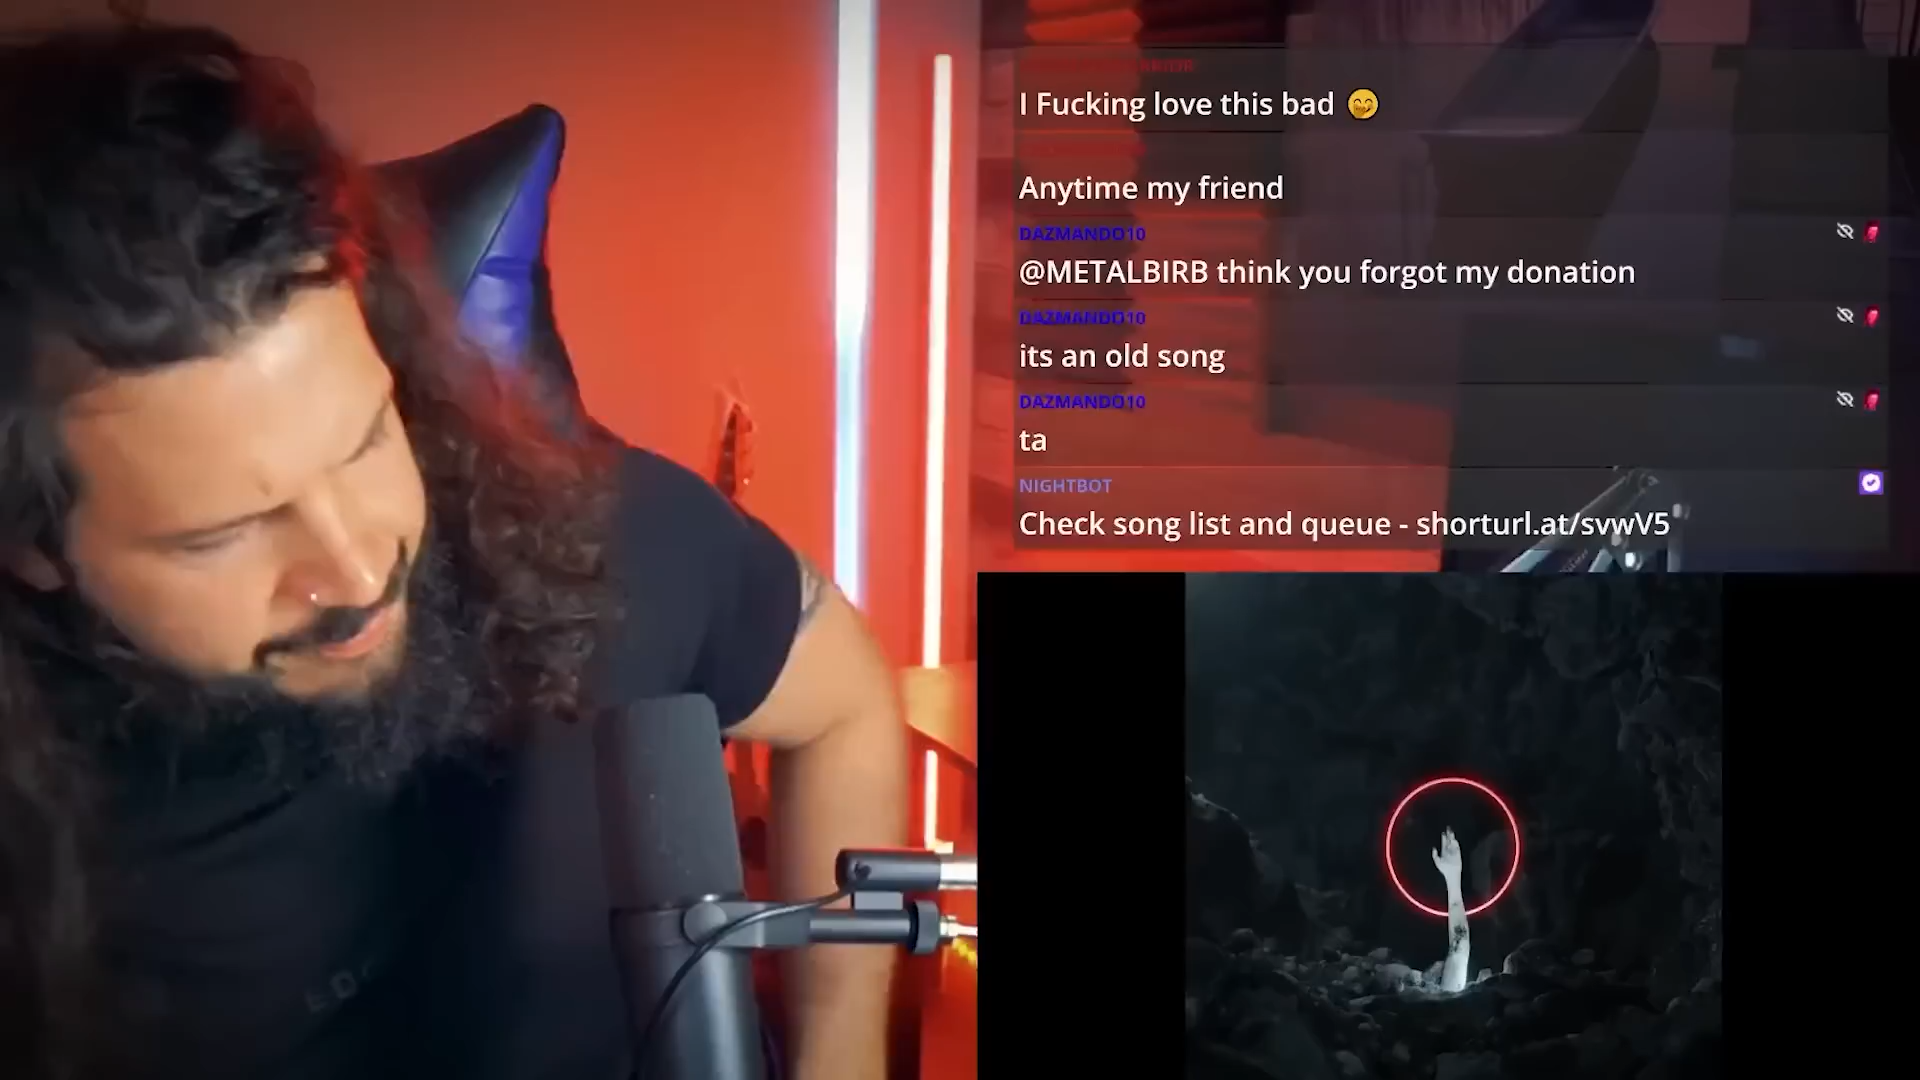 I Fucking love this bad 🤭
Anytime my friend
DAZMANDO10
@METALBIRB think you forgot my donation
DAZMANDO10
its an old song
DAZMANDO10
ta
NIGHTBOT
Check song list and queue - shorturl.at/svwV5